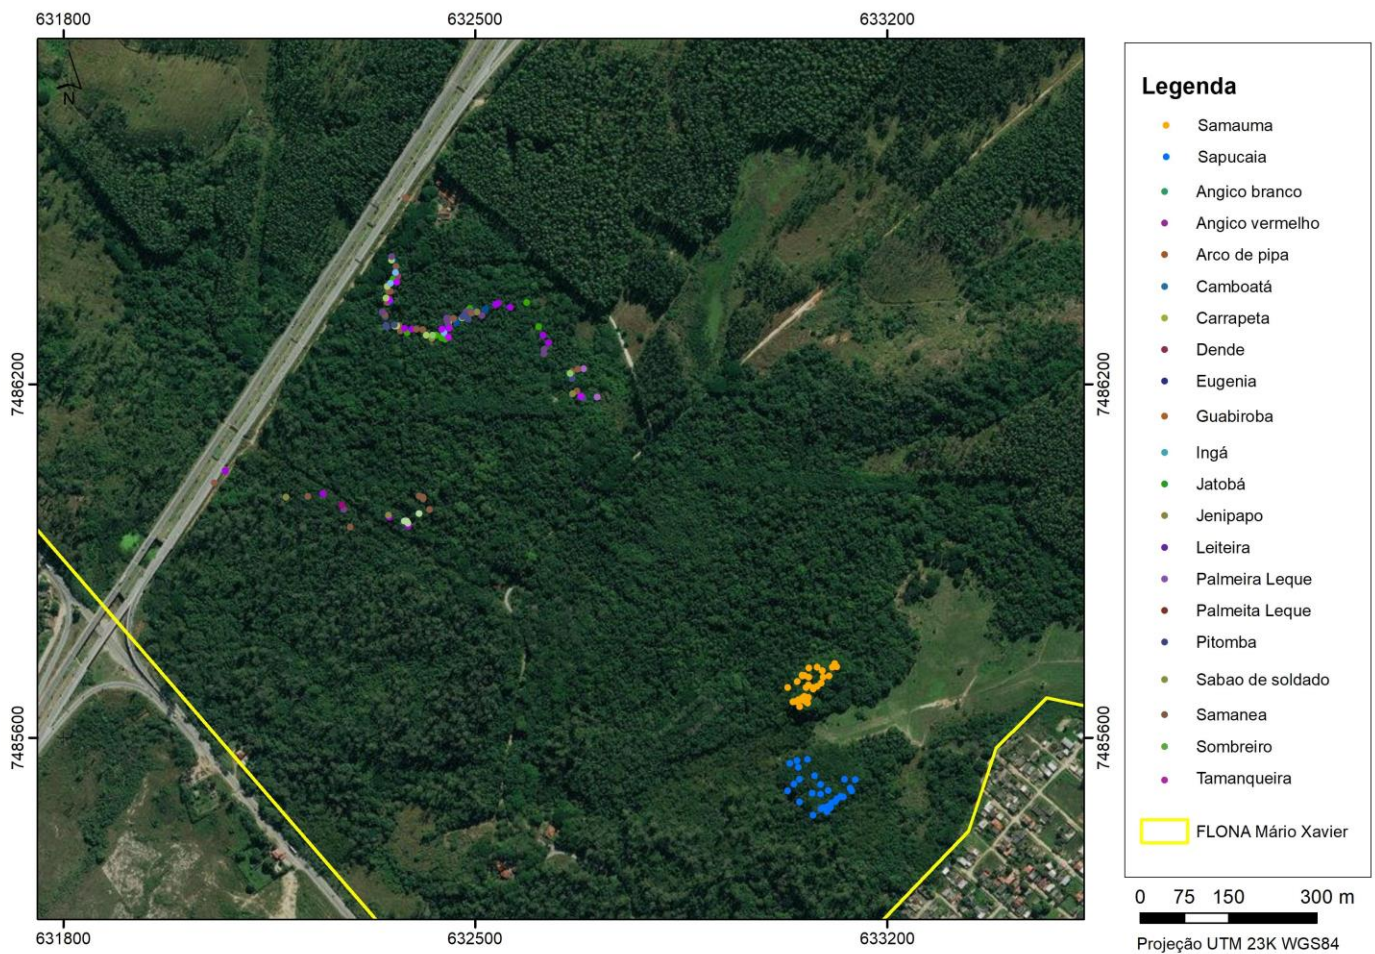 631800
632500
633200
N
7486200
7486200
7485600
7485600
631800
632500
633200
Legenda
Samauma
Sapucaia
Angico branco
Angico vermelho
Arco de pipa
Camboatá
Carrapeta
Dende
Eugenia
Guabiroba
Ingá
Jatobá
Jenipapo
Leiteira
Palmeira Leque
Palmeita Leque
Pitomba
Sabao de soldado
Samanea
Sombreiro
Tamanqueira
FLONA Mário Xavier
0 75 150 300 m
Projeção UTM 23K WGS84